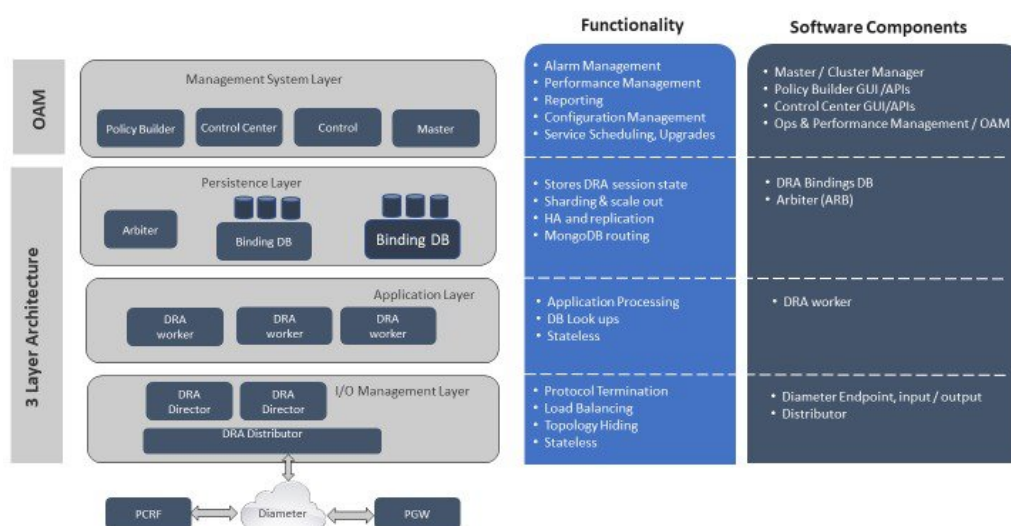 Functionality
Software Components
OAM
Management System Layer
Policy Builder
Control Center
Control
Master
• Alarm Management
• Performance Management
• Reporting
• Configuration Management
• Service Scheduling, Upgrades
• Master / Cluster Manager
• Policy Builder GUI /APIs
• Control Center GUI/APIs
• Ops & Performance Management / OAM
3 Layer Architecture
Persistence Layer
Arbiter
Binding DB
Binding DB
• Stores DRA session state
• Sharding & scale out
• HA and replication
• MongoDB routing
• DRA Bindings DB
• Arbiter (ARB)
Application Layer
DRA
worker
DRA
worker
DRA
worker
• Application Processing
• DB Look ups
• Stateless
• DRA worker
I/O Management Layer
DRA
Director
DRA
Director
DRA Distributor
• Protocol Termination
• Load Balancing
• Topology Hiding
• Stateless
• Diameter Endpoint, input / output
• Distributor
PCRF
Diameter
PGW